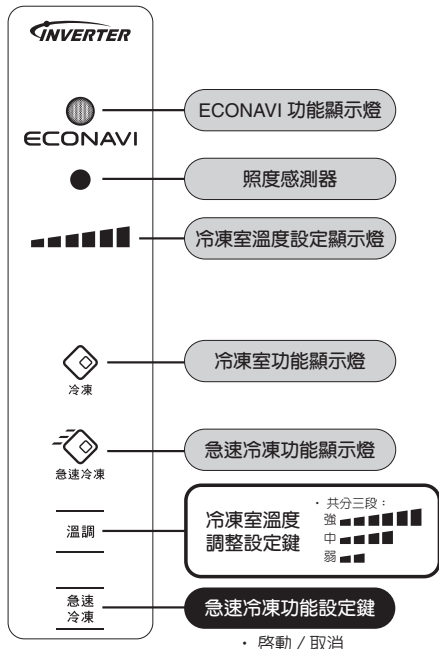 INVERTER
ECONAVI 功能顯示燈
ECONAVI
照度感測器
冷凍室溫度設定顯示燈
冷凍室功能顯示燈
冷凍
急速冷凍功能顯示燈
急速冷凍
溫調
冷凍室溫度
調整設定鍵
・共分三段：
強
中
弱
急速
冷凍
急速冷凍功能設定鍵
・啓動 / 取消